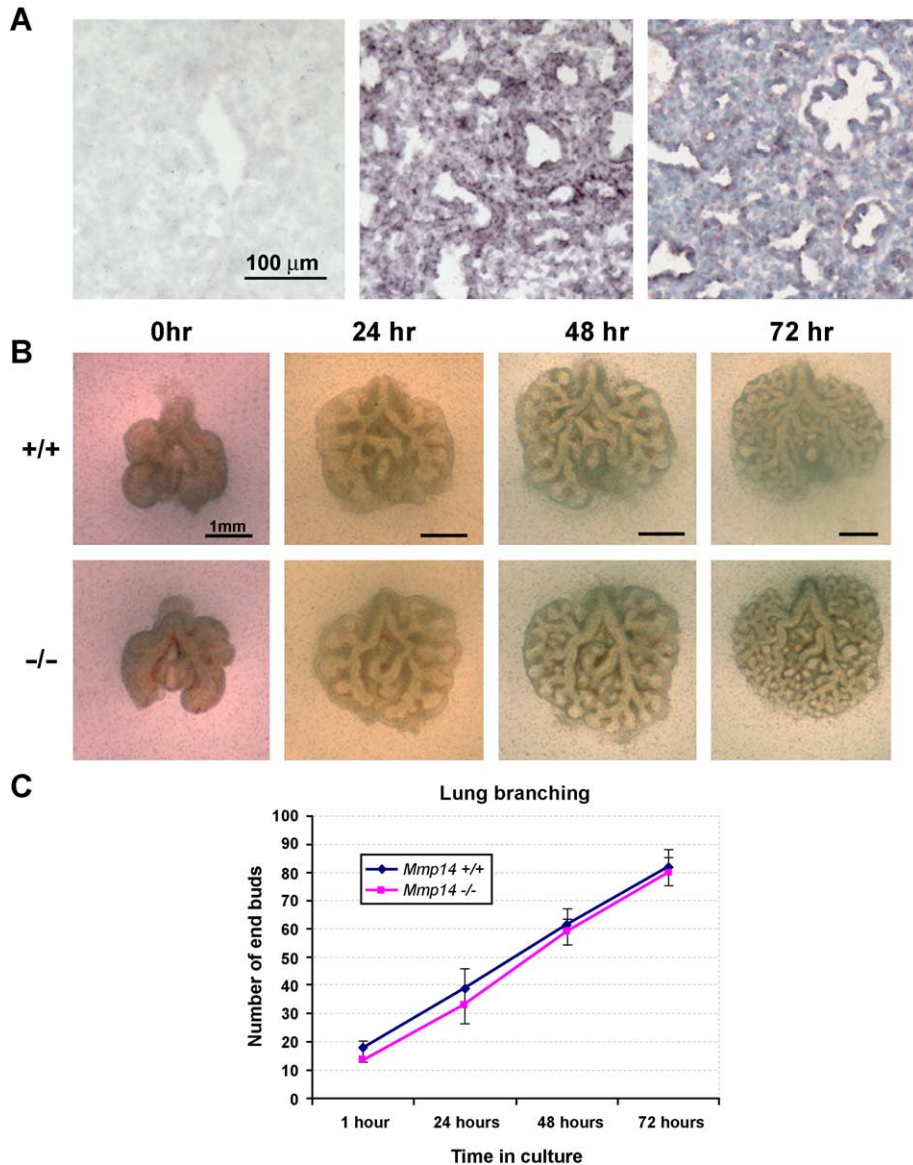 A
100 μm
0hr 24 hr 48 hr 72 hr
B
+/+
1mm
−/−
C
Lung branching
100
90
80
70
60
50
40
30
20
10
0
Number of end buds
Mmp14 +/+
Mmp14 -/-
1 hour 24 hours 48 hours 72 hours
Time in culture